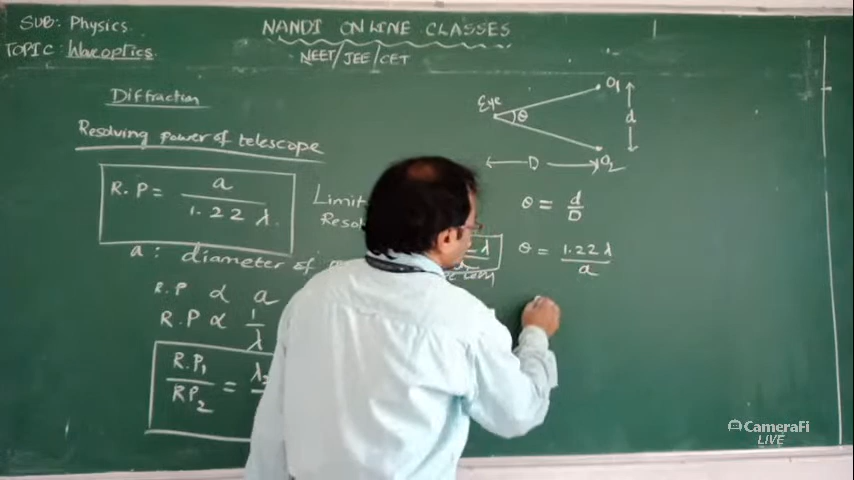 SUB: Physics
TOPIC: Waveoptics
NANDI ONLINE CLASSES
NEET/JEE/CET
Diffraction
Resolving power of telescope
R.P = a / 1.22 λ
Limit
a : diameter of
R.P ∝ a
R.P ∝ 1/λ
R.P₁ / RP₂ =
Eye
θ
O₁
d
D
O₂
θ = d/D
θ = 1.22 λ / a
CameraFi
LIVE